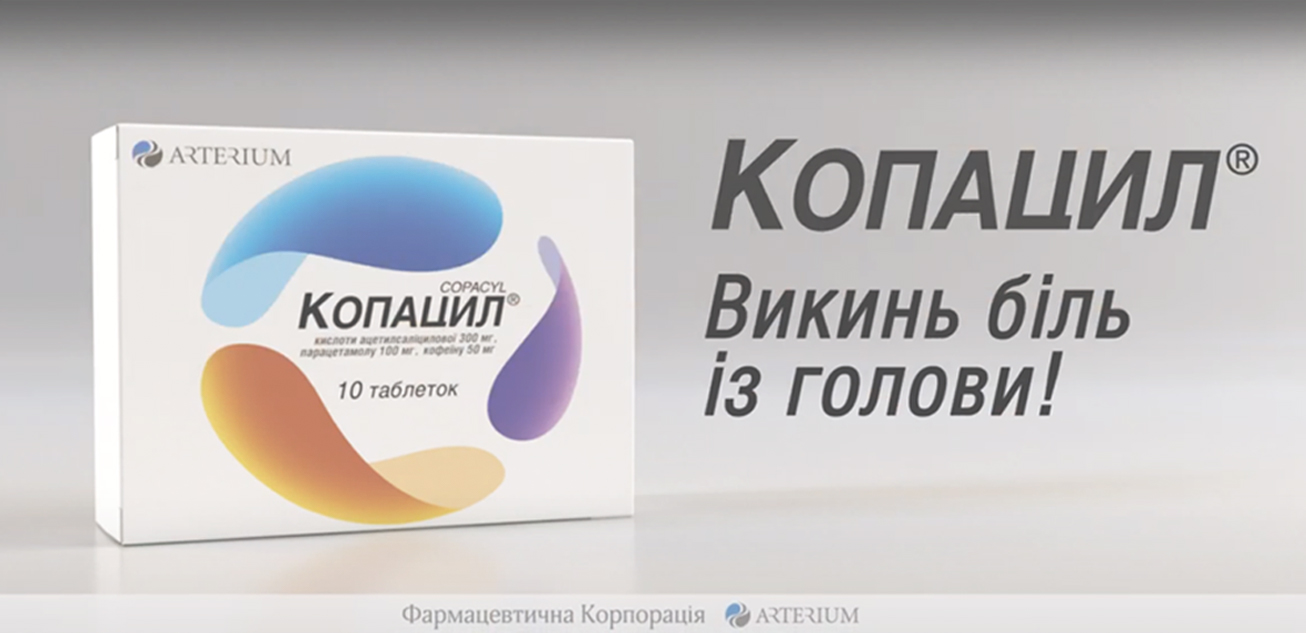 ARTERIUM
COPACYL
КОПАЦИЛ®
кислоти ацетилсаліцилової 300 мг,
парацетамолу 100 мг, кофеїну 50 мг
10 таблеток
КОПАЦИЛ®
Викинь біль
із голови!
Фармацевтична Корпорація ARTERIUM